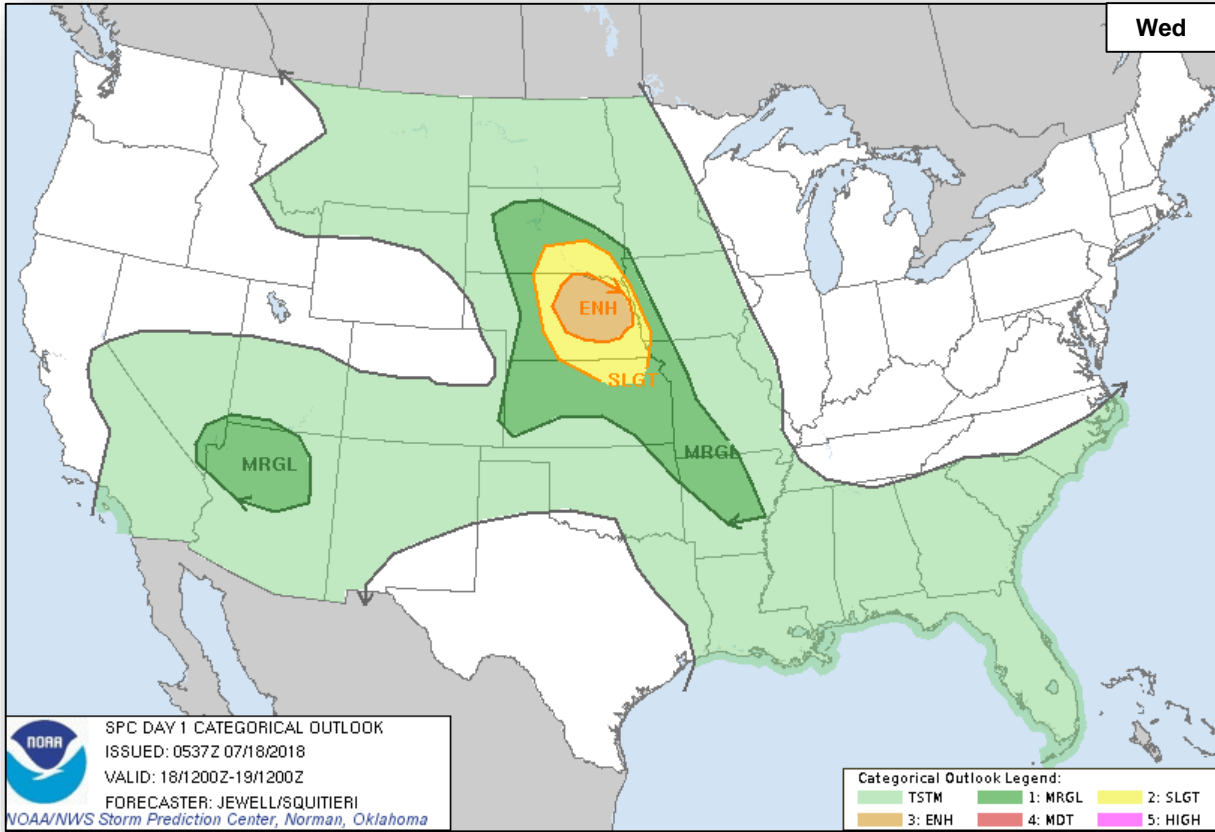 Wed
ENH
SLGT
MRGL
MRGL
NOAA
SPC DAY 1 CATEGORICAL OUTLOOK
ISSUED: 0537Z 07/18/2018
VALID: 18/1200Z-19/1200Z
FORECASTER: JEWELL/SQUITIERI
NOAA/NWS Storm Prediction Center, Norman, Oklahoma
Categorical Outlook Legend:
TSTM 1: MRGL 2: SLGT
3: ENH 4: MDT 5: HIGH